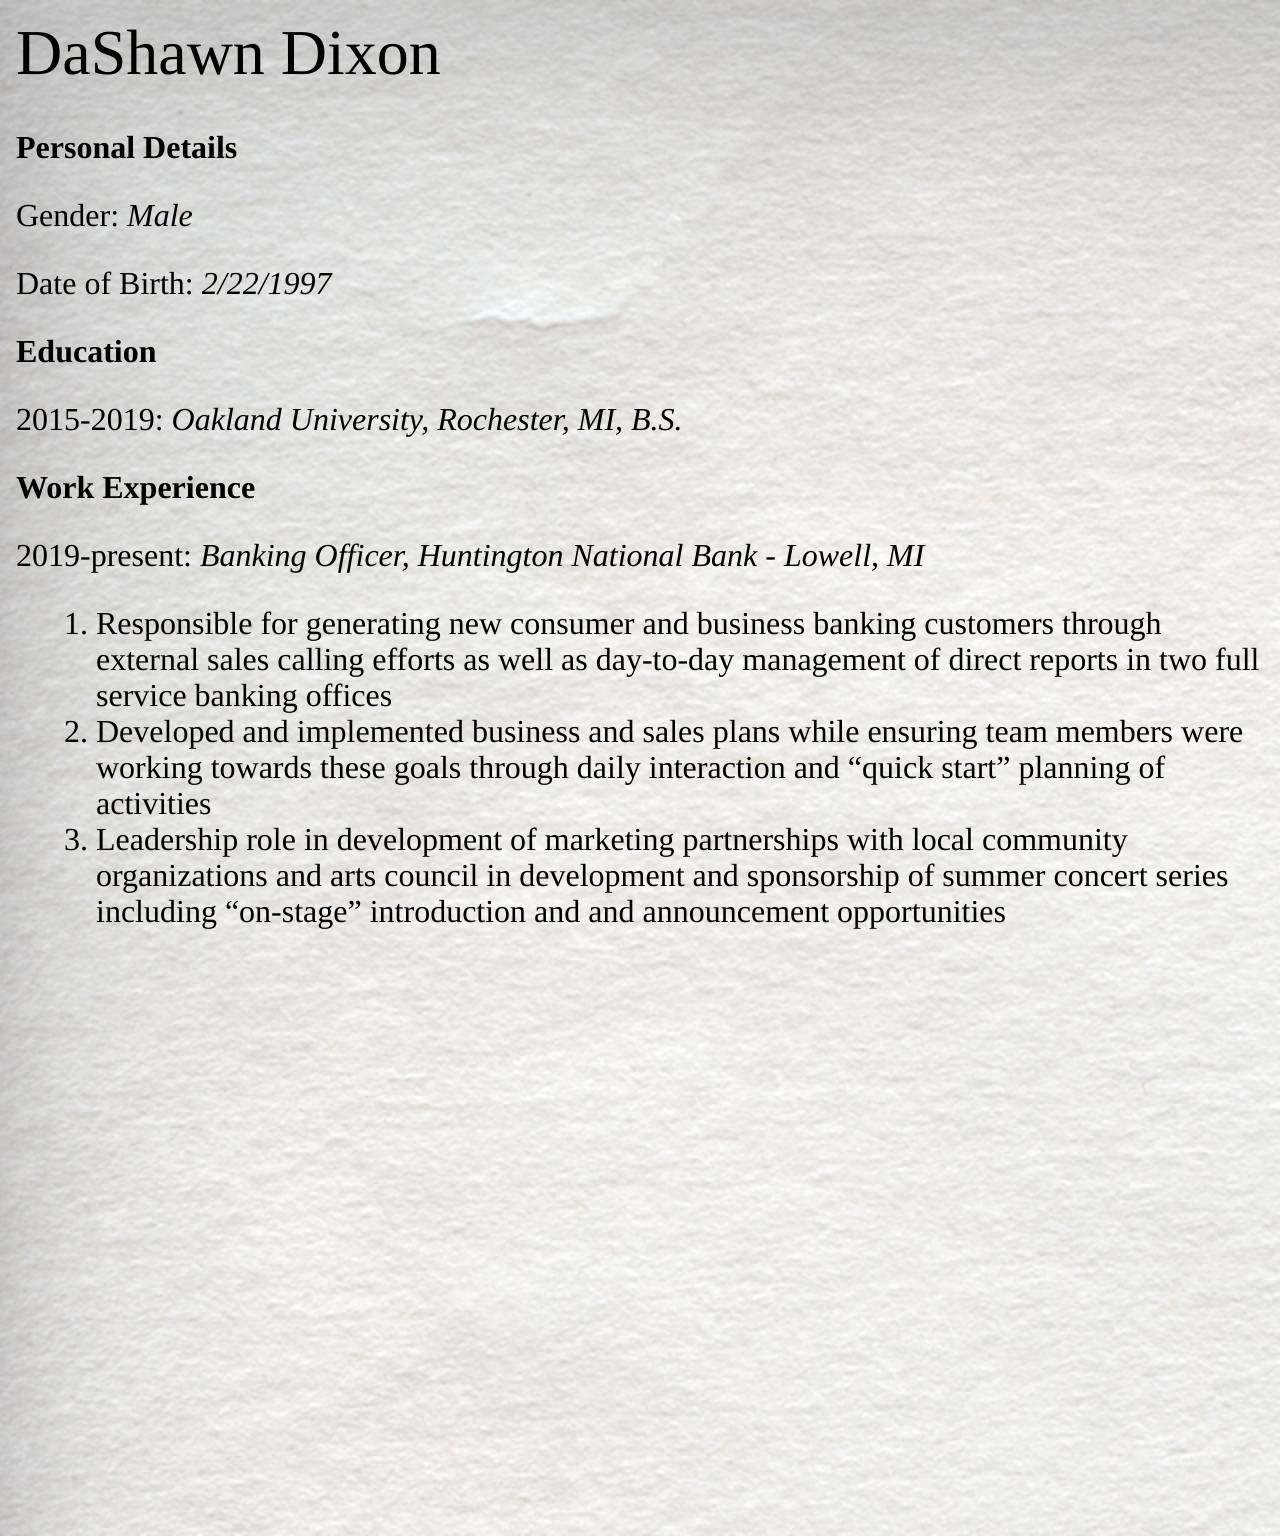 DaShawn Dixon
Personal Details
Gender: Male
Date of Birth: 2/22/1997
Education
2015-2019: Oakland University, Rochester, MI, B.S.
Work Experience
2019-present: Banking Officer, Huntington National Bank - Lowell, MI
1. Responsible for generating new consumer and business banking customers through
external sales calling efforts as well as day-to-day management of direct reports in two full
service banking offices
2. Developed and implemented business and sales plans while ensuring team members were
working towards these goals through daily interaction and “quick start” planning of
activities
3. Leadership role in development of marketing partnerships with local community
organizations and arts council in development and sponsorship of summer concert series
including “on-stage” introduction and and announcement opportunities